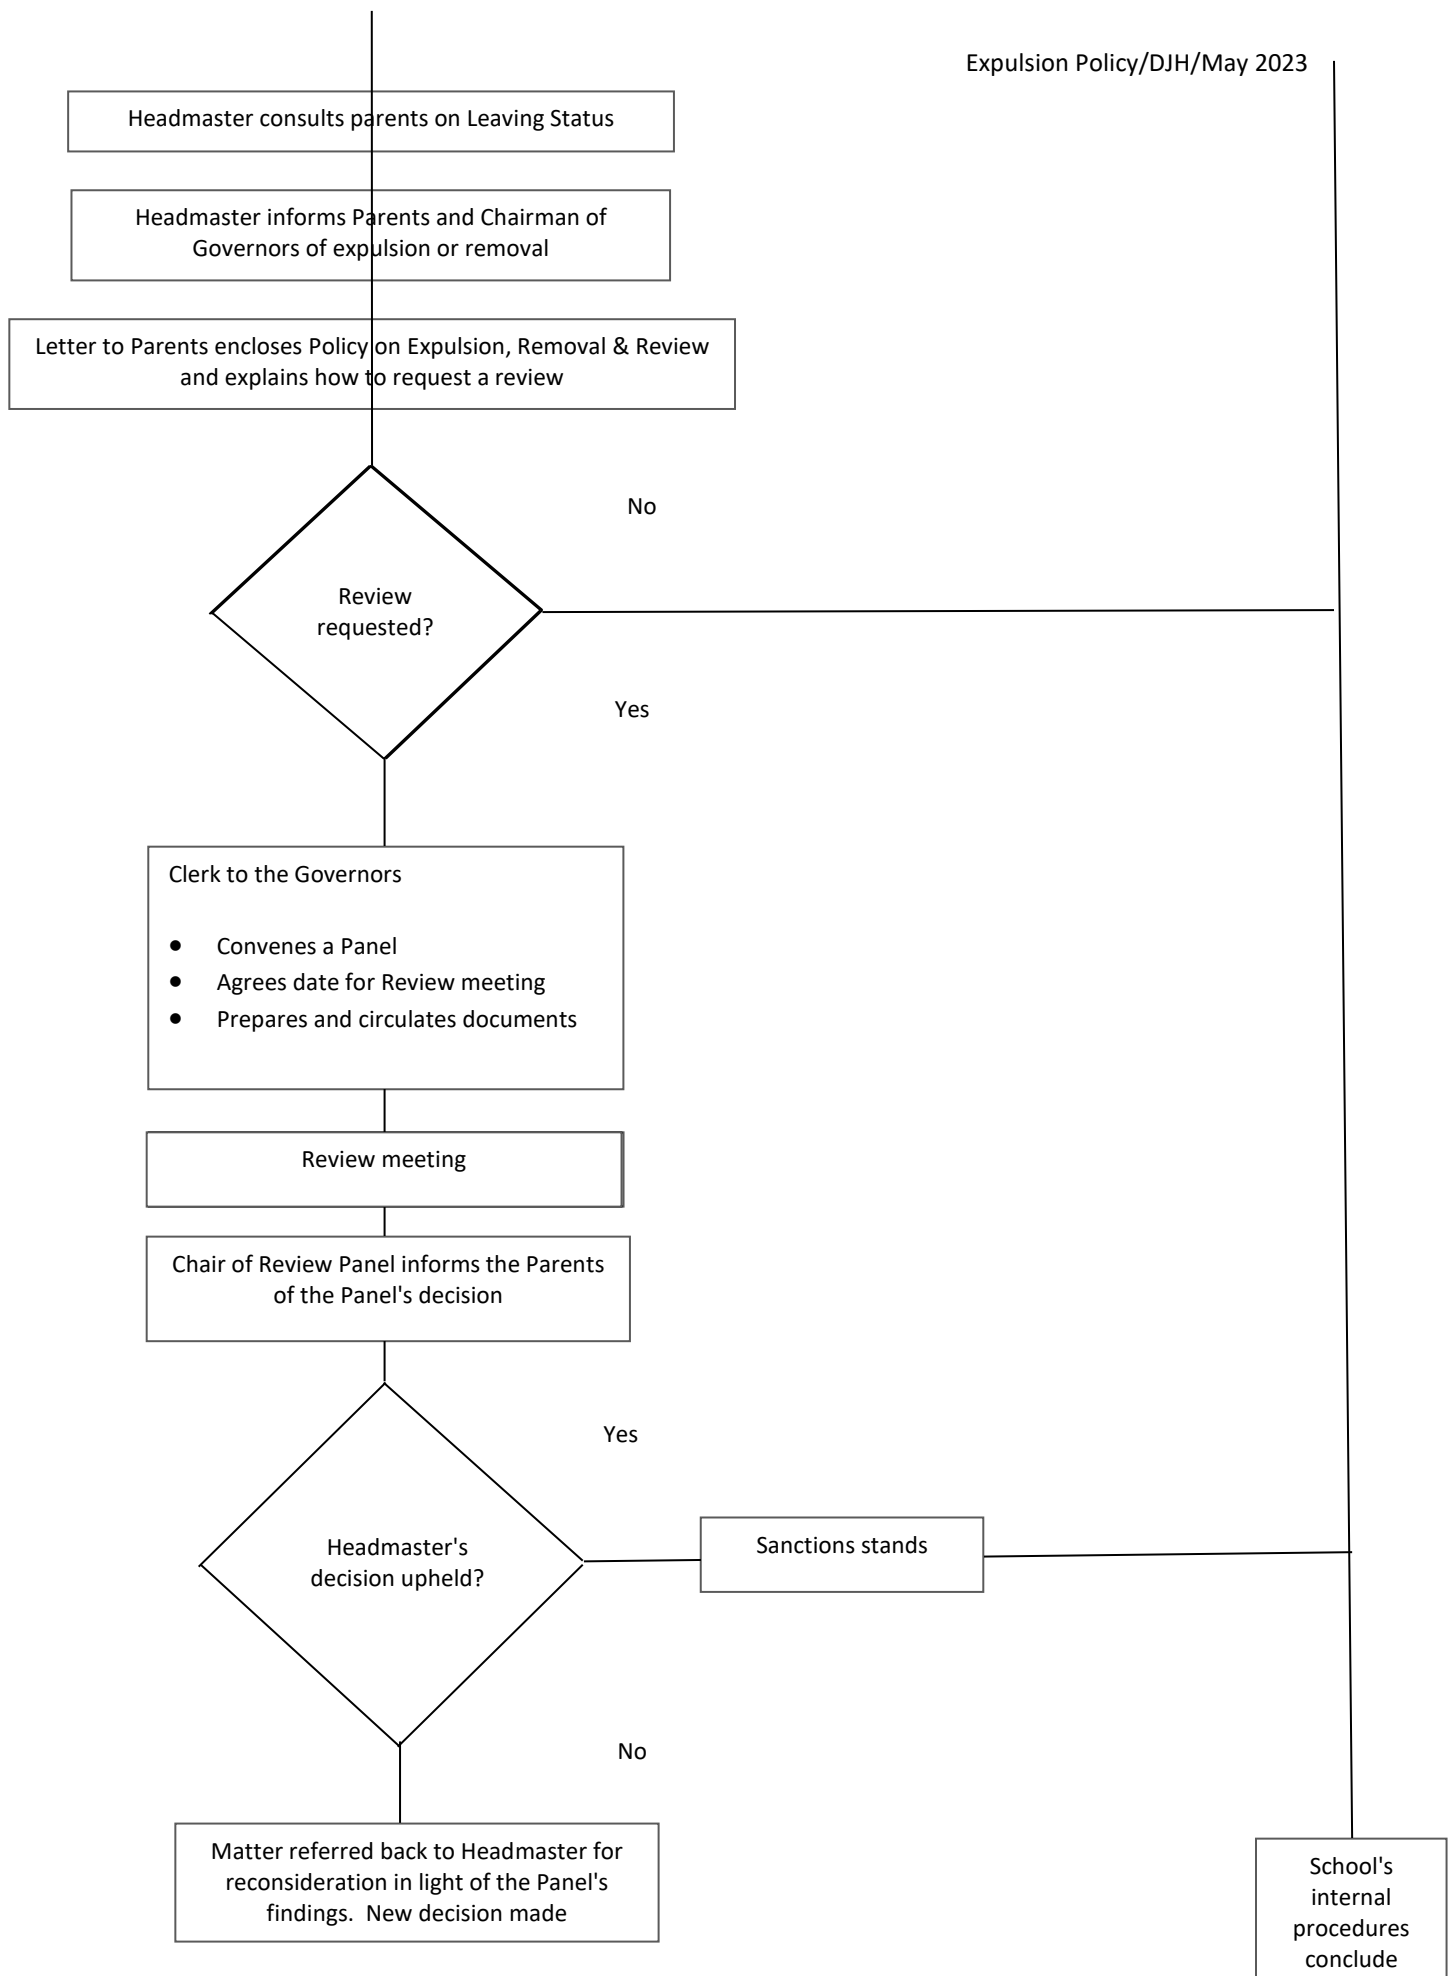 Expulsion Policy/DJH/May 2023
Headmaster consults parents on Leaving Status
Headmaster informs Parents and Chairman of
Governors of expulsion or removal
Letter to Parents encloses Policy on Expulsion, Removal & Review
and explains how to request a review
No
Review
requested?
Yes
Clerk to the Governors
• Convenes a Panel
• Agrees date for Review meeting
• Prepares and circulates documents
Review meeting
Chair of Review Panel informs the Parents
of the Panel's decision
Yes
Headmaster's
decision upheld?
Sanctions stands
No
Matter referred back to Headmaster for
reconsideration in light of the Panel's
findings.  New decision made
School's
internal
procedures
conclude